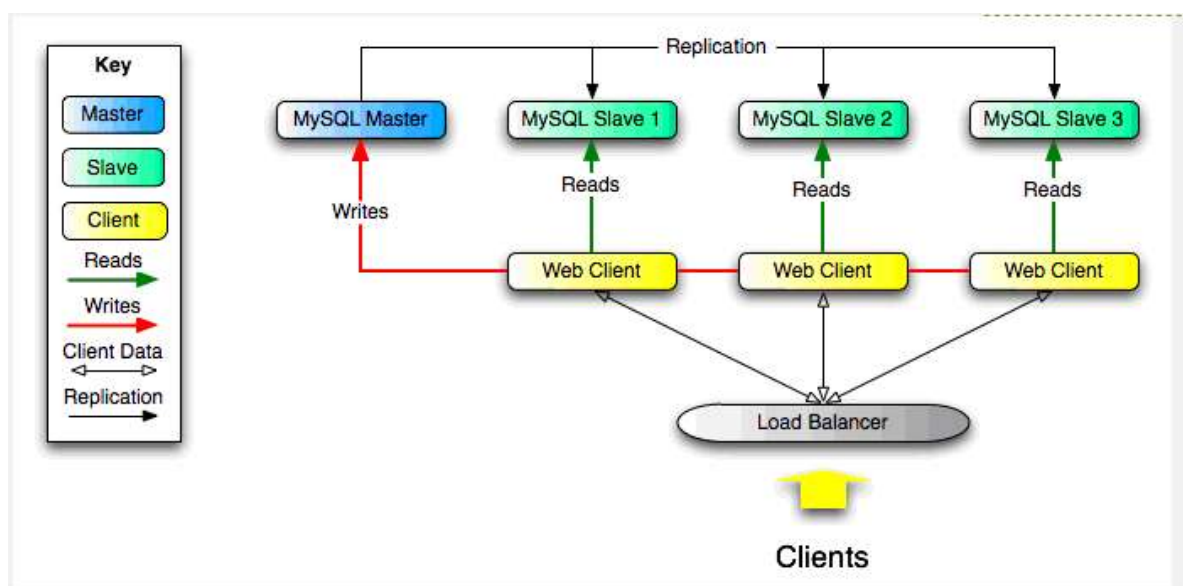 Key
Master
Slave
Client
Reads
Writes
Client Data
Replication
Replication
MySQL Master
MySQL Slave 1
MySQL Slave 2
MySQL Slave 3
Writes
Reads
Reads
Reads
Web Client
Web Client
Web Client
Load Balancer
Clients